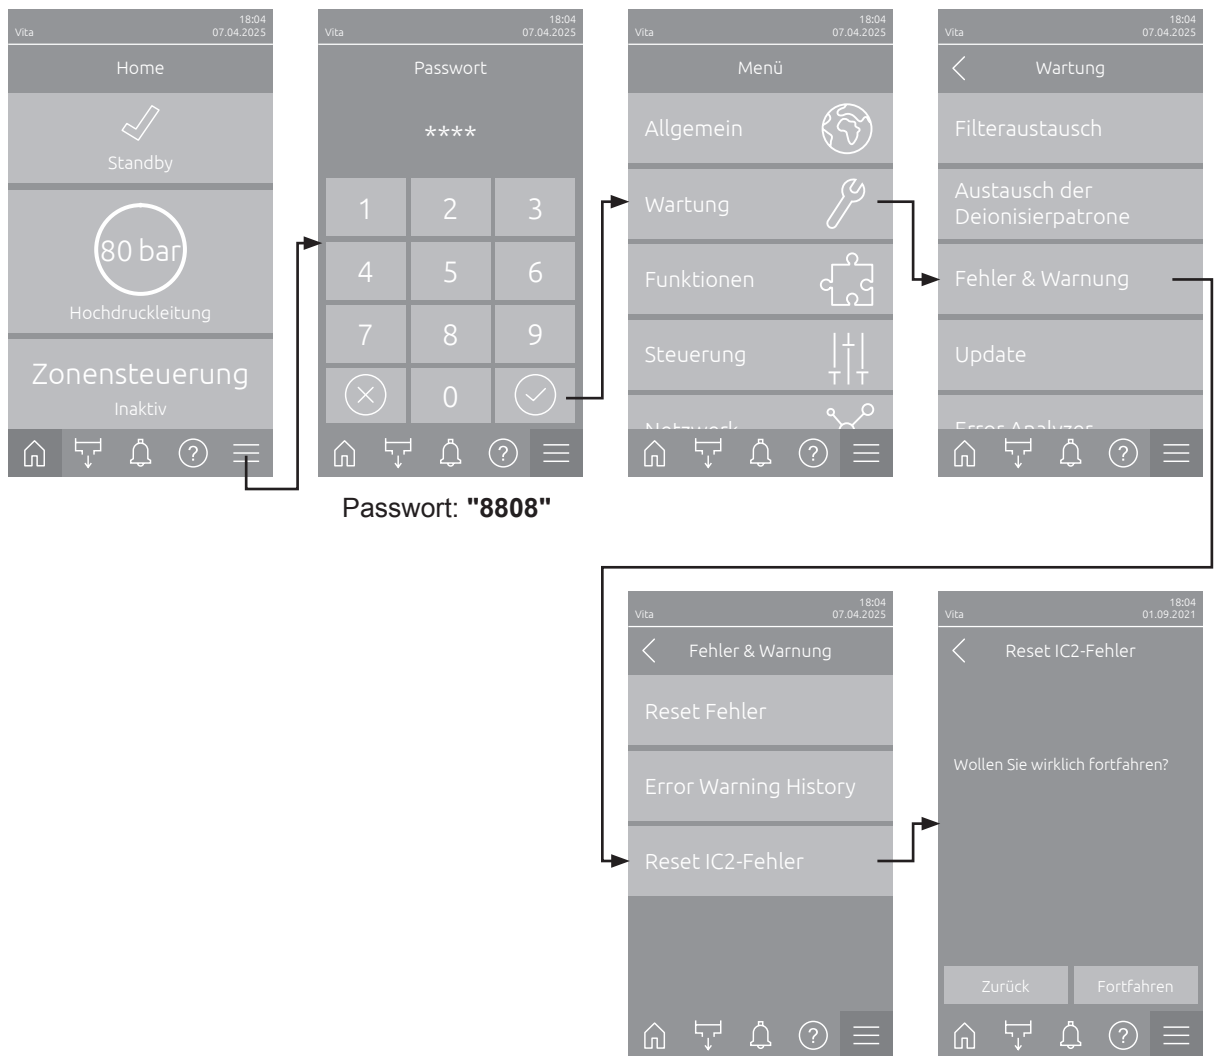 18:04
Vita 07.04.2025
Home
Standby
80 bar
Hochdruckleitung
Zonensteuerung
Inaktiv
?
18:04
Vita 07.04.2025
Passwort
****
1 2 3
4 5 6
7 8 9
0
?
Passwort: "8808"
18:04
Vita 07.04.2025
Menü
Allgemein
Wartung
Funktionen
Steuerung
Netzwerk
?
18:04
Vita 07.04.2025
Wartung
Filteraustausch
Austausch der
Deionisierpatrone
Fehler & Warnung
Update
Error Analyzer
?
18:04
Vita 07.04.2025
Fehler & Warnung
Reset Fehler
Error Warning History
Reset IC2-Fehler
?
18:04
Vita 01.09.2021
Reset IC2-Fehler
Wollen Sie wirklich fortfahren?
Zurück Fortfahren
?